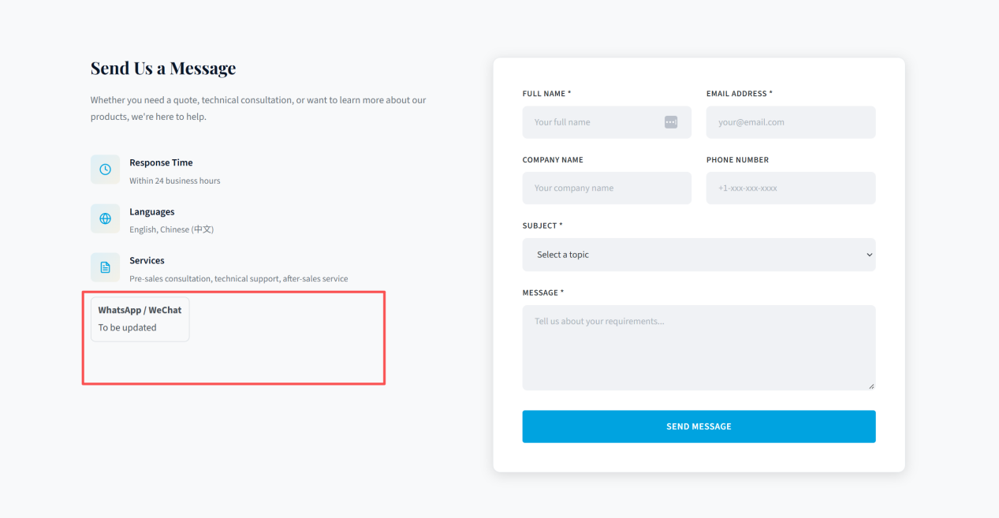 Send Us a Message
Whether you need a quote, technical consultation, or want to learn more about our
products, we're here to help.
Response Time
Within 24 business hours
Languages
English, Chinese (中文)
Services
Pre-sales consultation, technical support, after-sales service
WhatsApp / WeChat
To be updated
FULL NAME *
Your full name
EMAIL ADDRESS *
your@email.com
COMPANY NAME
Your company name
PHONE NUMBER
+1-xxx-xxx-xxxx
SUBJECT *
Select a topic
MESSAGE *
Tell us about your requirements...
SEND MESSAGE